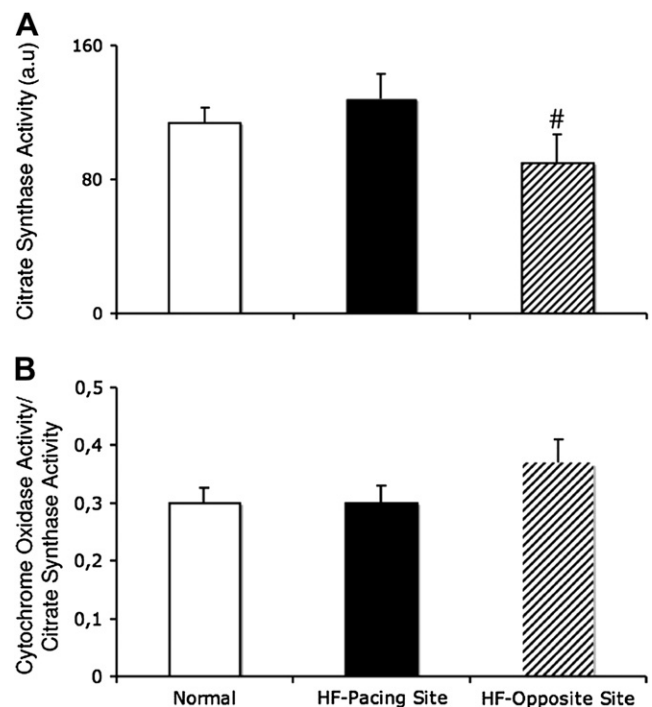 A
Citrate Synthase Activity (a.u)
160
80
0
#
B
Cytochrome Oxidase Activity/
Citrate Synthase Activity
0,5
0,4
0,3
0,2
0,1
0
Normal HF-Pacing Site HF-Opposite Site